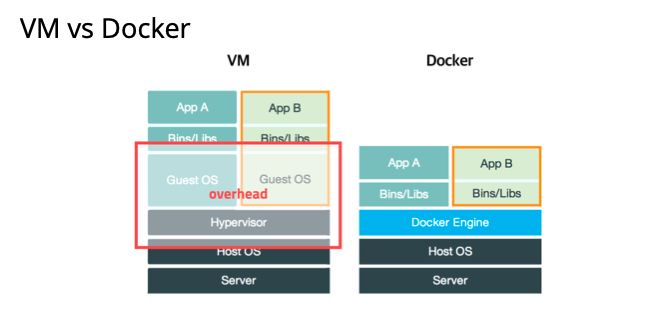 VM vs Docker
VM
Docker
App A
App B
Bins/Libs
Bins/Libs
Guest OS
Guest OS
overhead
Hypervisor
Host OS
Server
App A
App B
Bins/Libs
Bins/Libs
Docker Engine
Host OS
Server